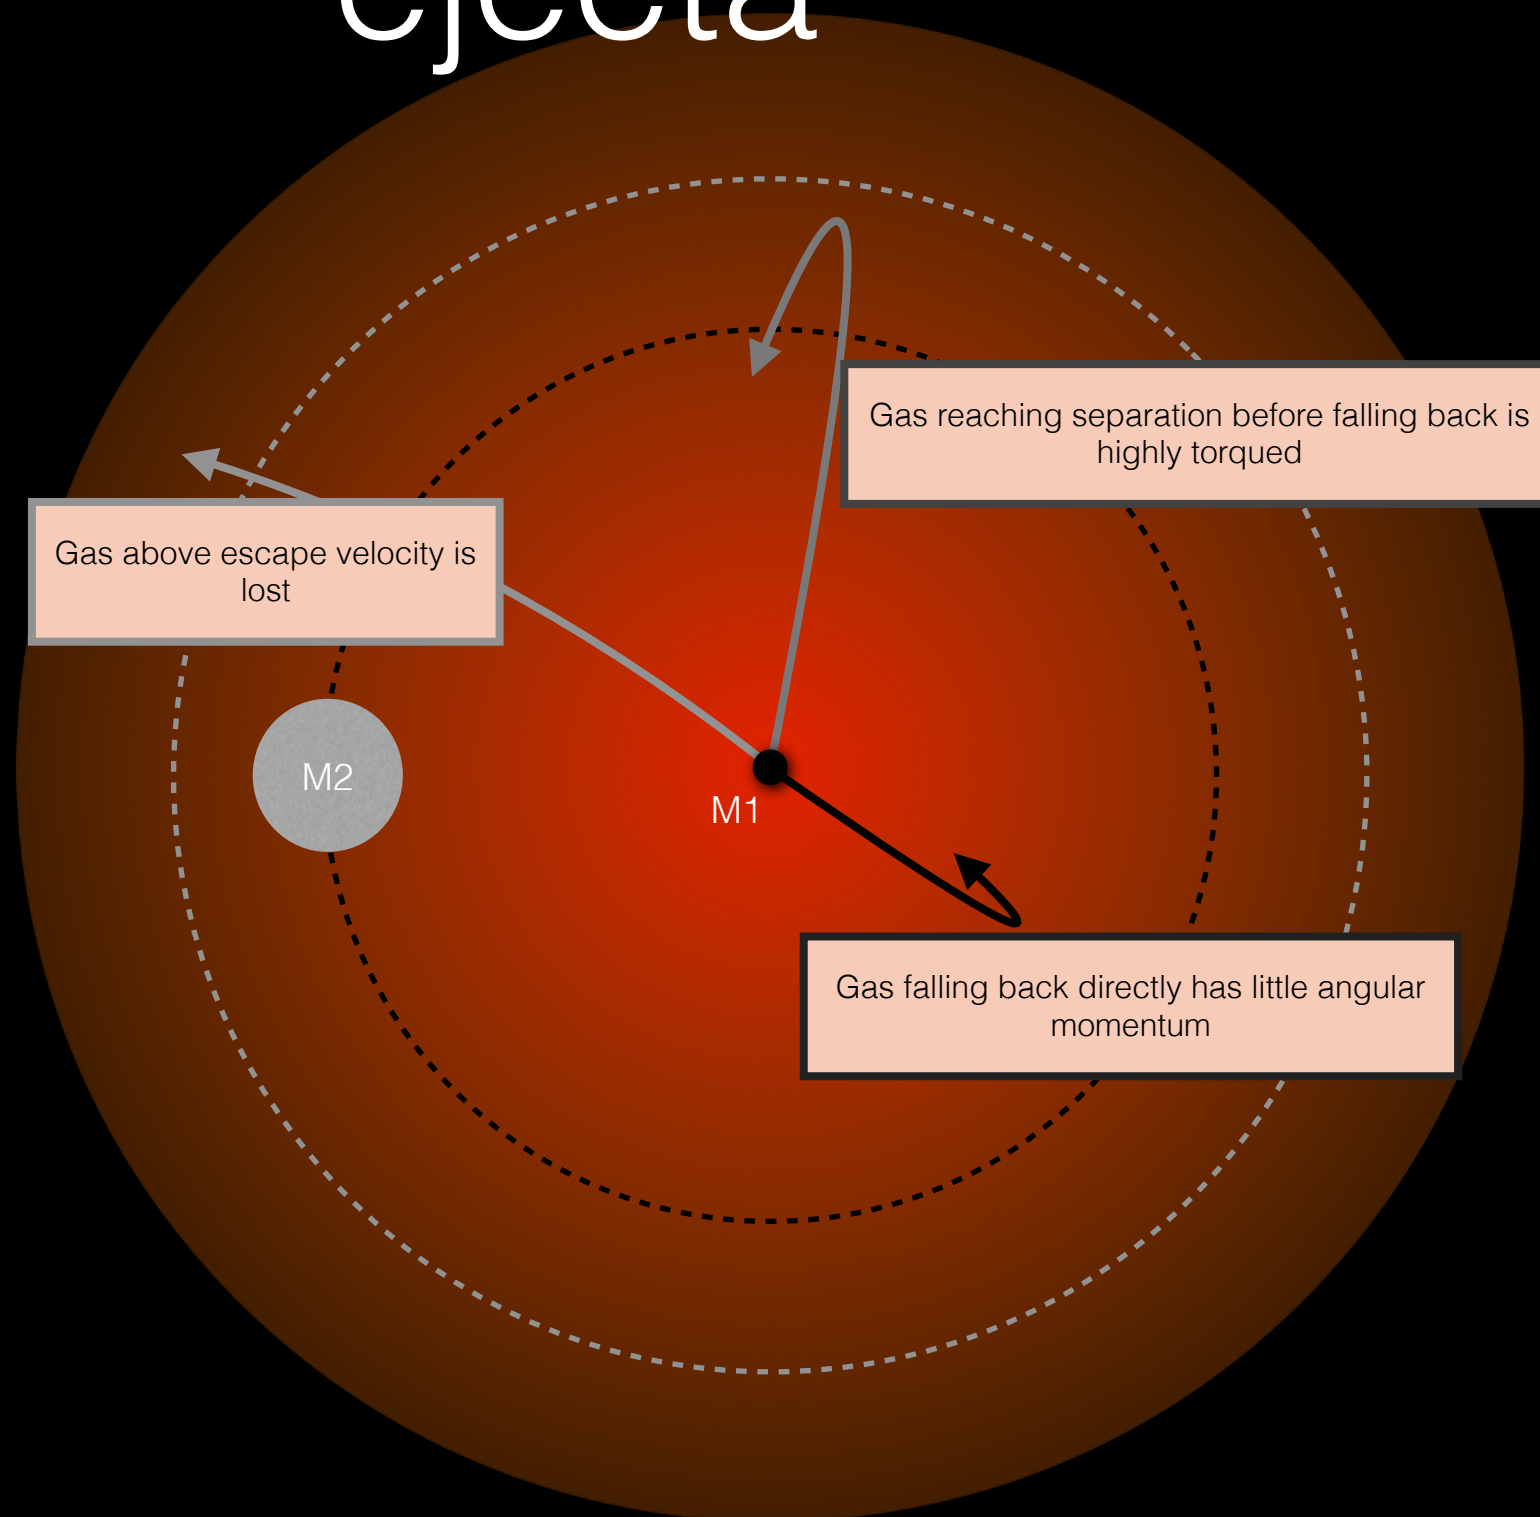 ejecta
Gas reaching separation before falling back is
highly torqued
Gas above escape velocity is
lost
M2
M1
Gas falling back directly has little angular
momentum